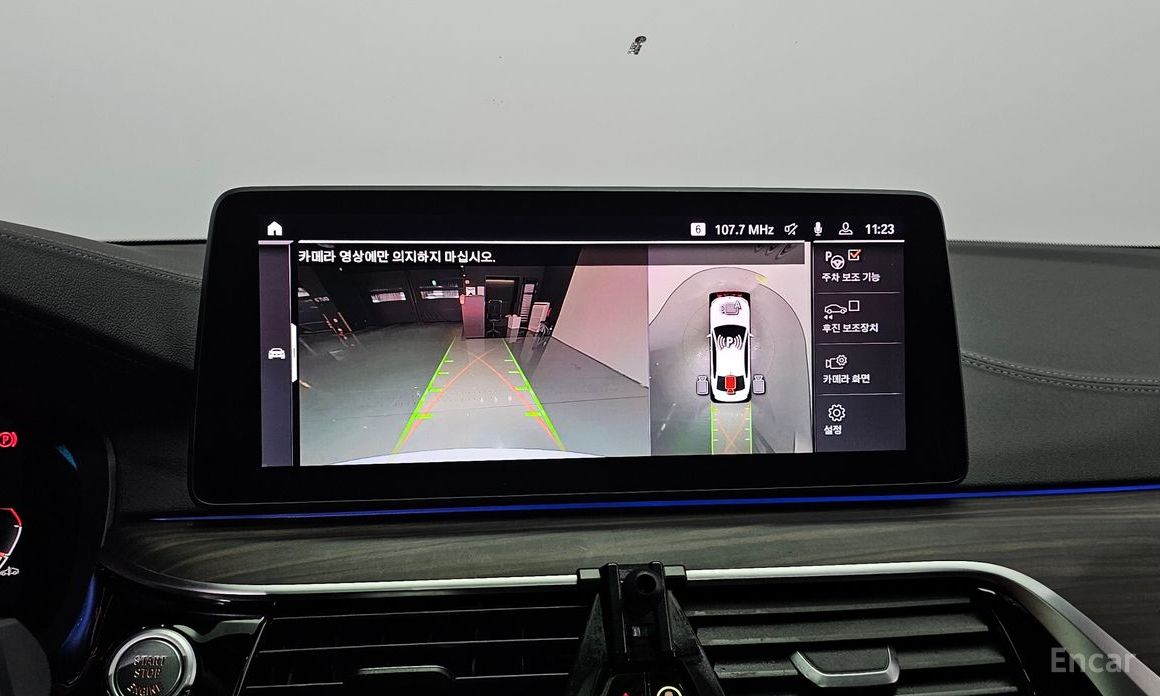 6 107.7 MHz 11:23
카메라 영상에만 의지하지 마십시오.
P
주차 보조 기능
후진 보조장치
카메라 화면
설정
A
P
P
START
STOP
ENGINE
Encar